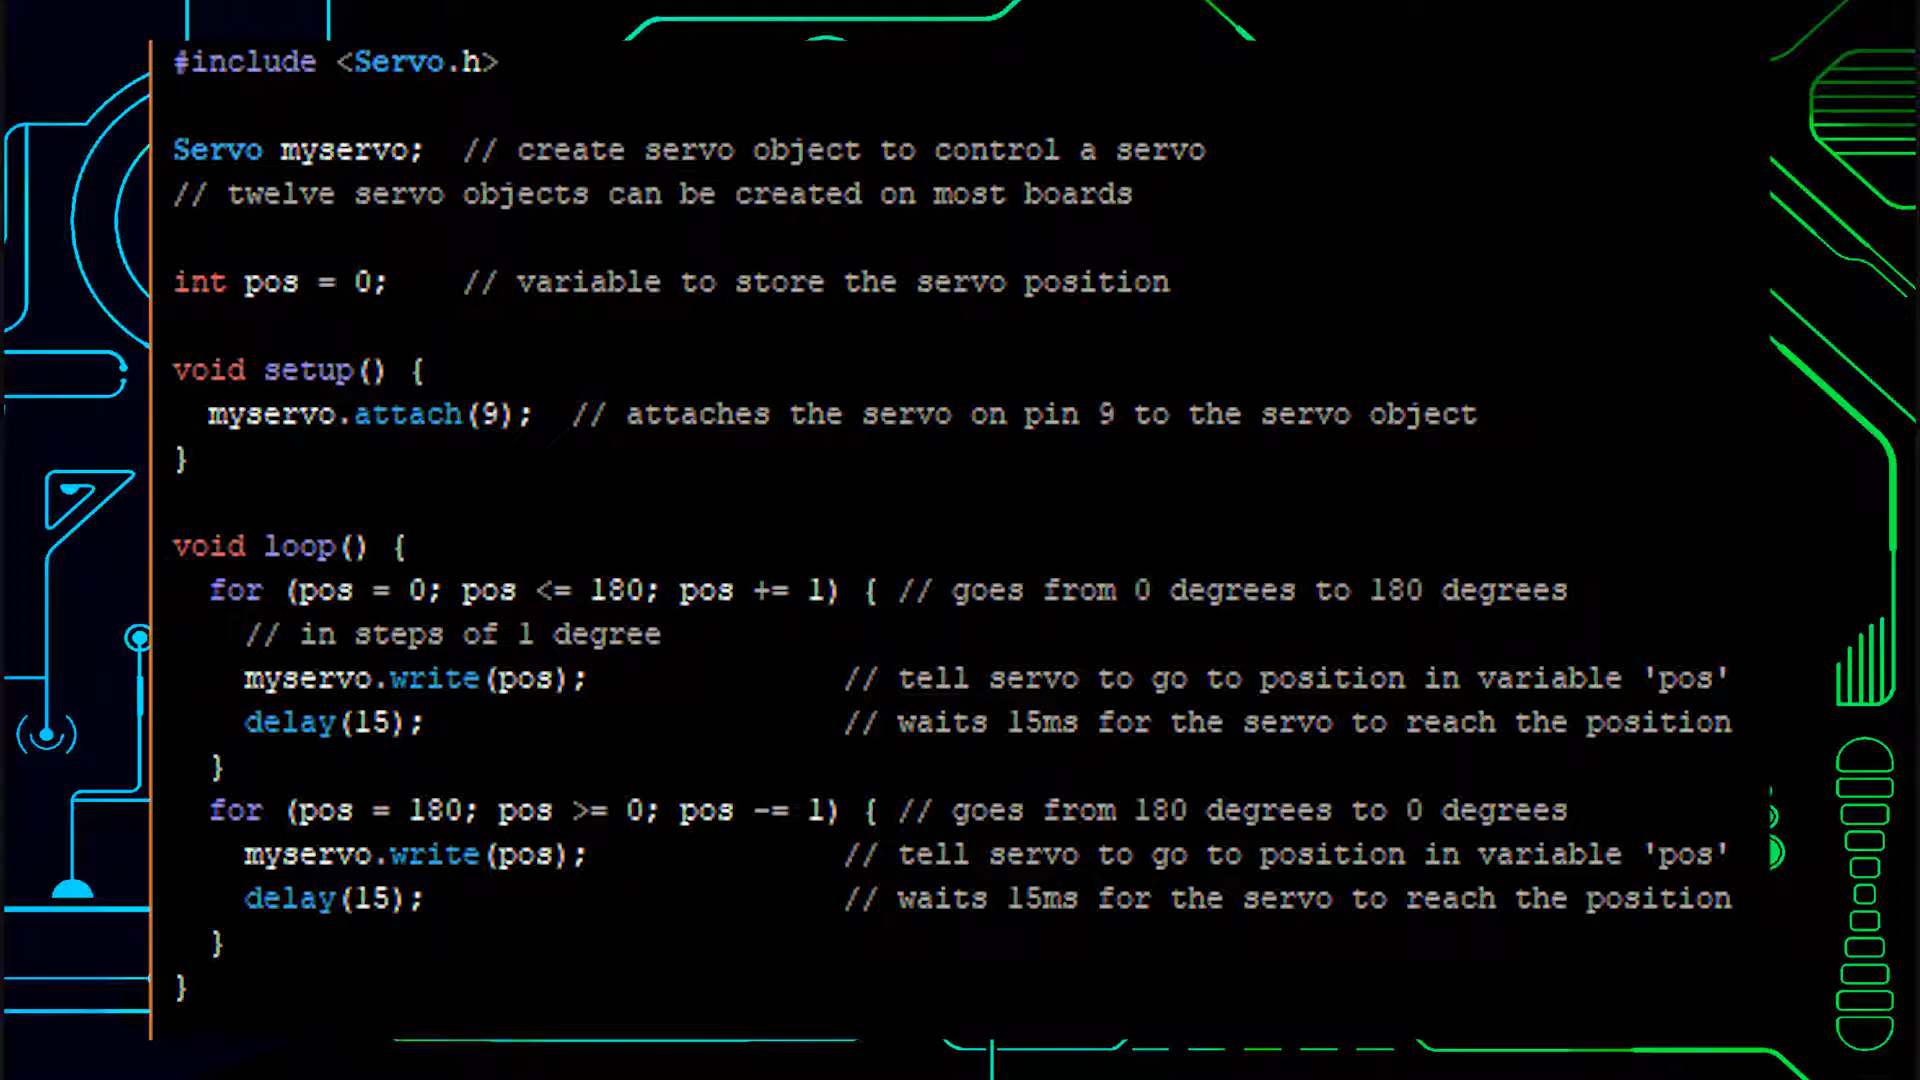 #include <Servo.h>
Servo myservo;  // create servo object to control a servo
// twelve servo objects can be created on most boards
int pos = 0;    // variable to store the servo position
void setup() {
  myservo.attach(9);  // attaches the servo on pin 9 to the servo object
}
void loop() {
  for (pos = 0; pos <= 180; pos += 1) { // goes from 0 degrees to 180 degrees
    // in steps of 1 degree
    myservo.write(pos);              // tell servo to go to position in variable 'pos'
    delay(15);                       // waits 15ms for the servo to reach the position
  }
  for (pos = 180; pos >= 0; pos -= 1) { // goes from 180 degrees to 0 degrees
    myservo.write(pos);              // tell servo to go to position in variable 'pos'
    delay(15);                       // waits 15ms for the servo to reach the position
  }
}